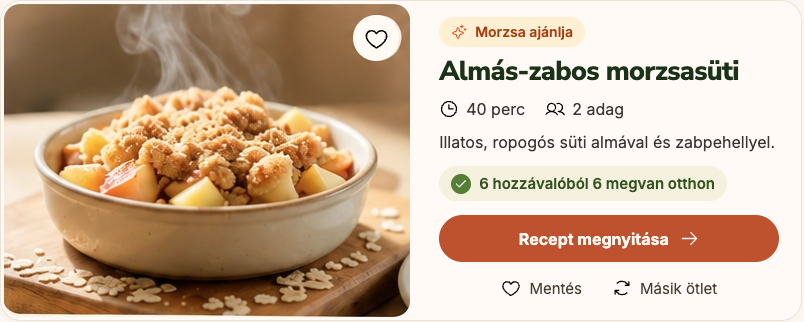 Morzsa ajánlja
Almás-zabos morzsasüti
40 perc 2 adag
Illatos, ropogós süti almával és zabpehellyel.
6 hozzávalóból 6 megvan otthon
Recept megnyitása
Mentés Másik ötlet